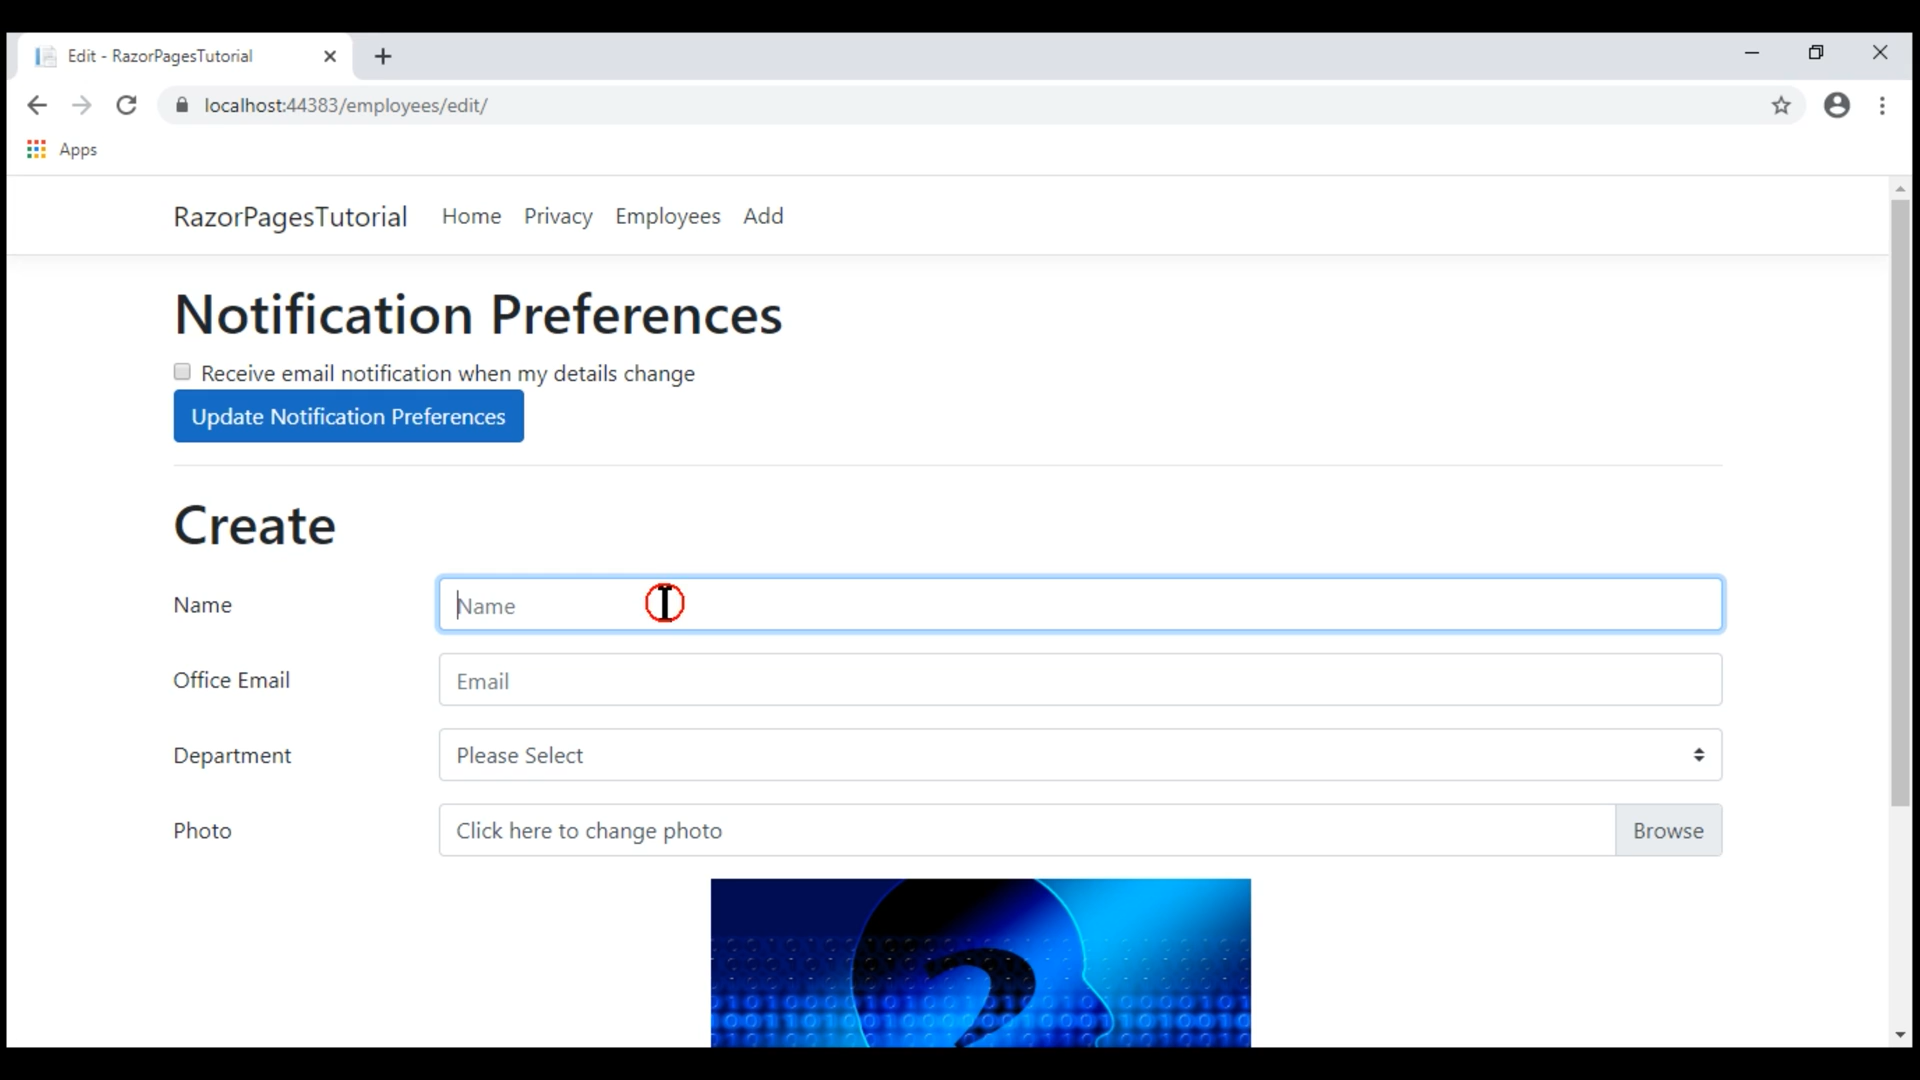 Edit - RazorPagesTutorial
localhost:44383/employees/edit/
Apps
RazorPagesTutorial Home Privacy Employees Add
Notification Preferences
Receive email notification when my details change
Update Notification Preferences
Create
Name Name
Office Email Email
Department Please Select
Photo Click here to change photo Browse